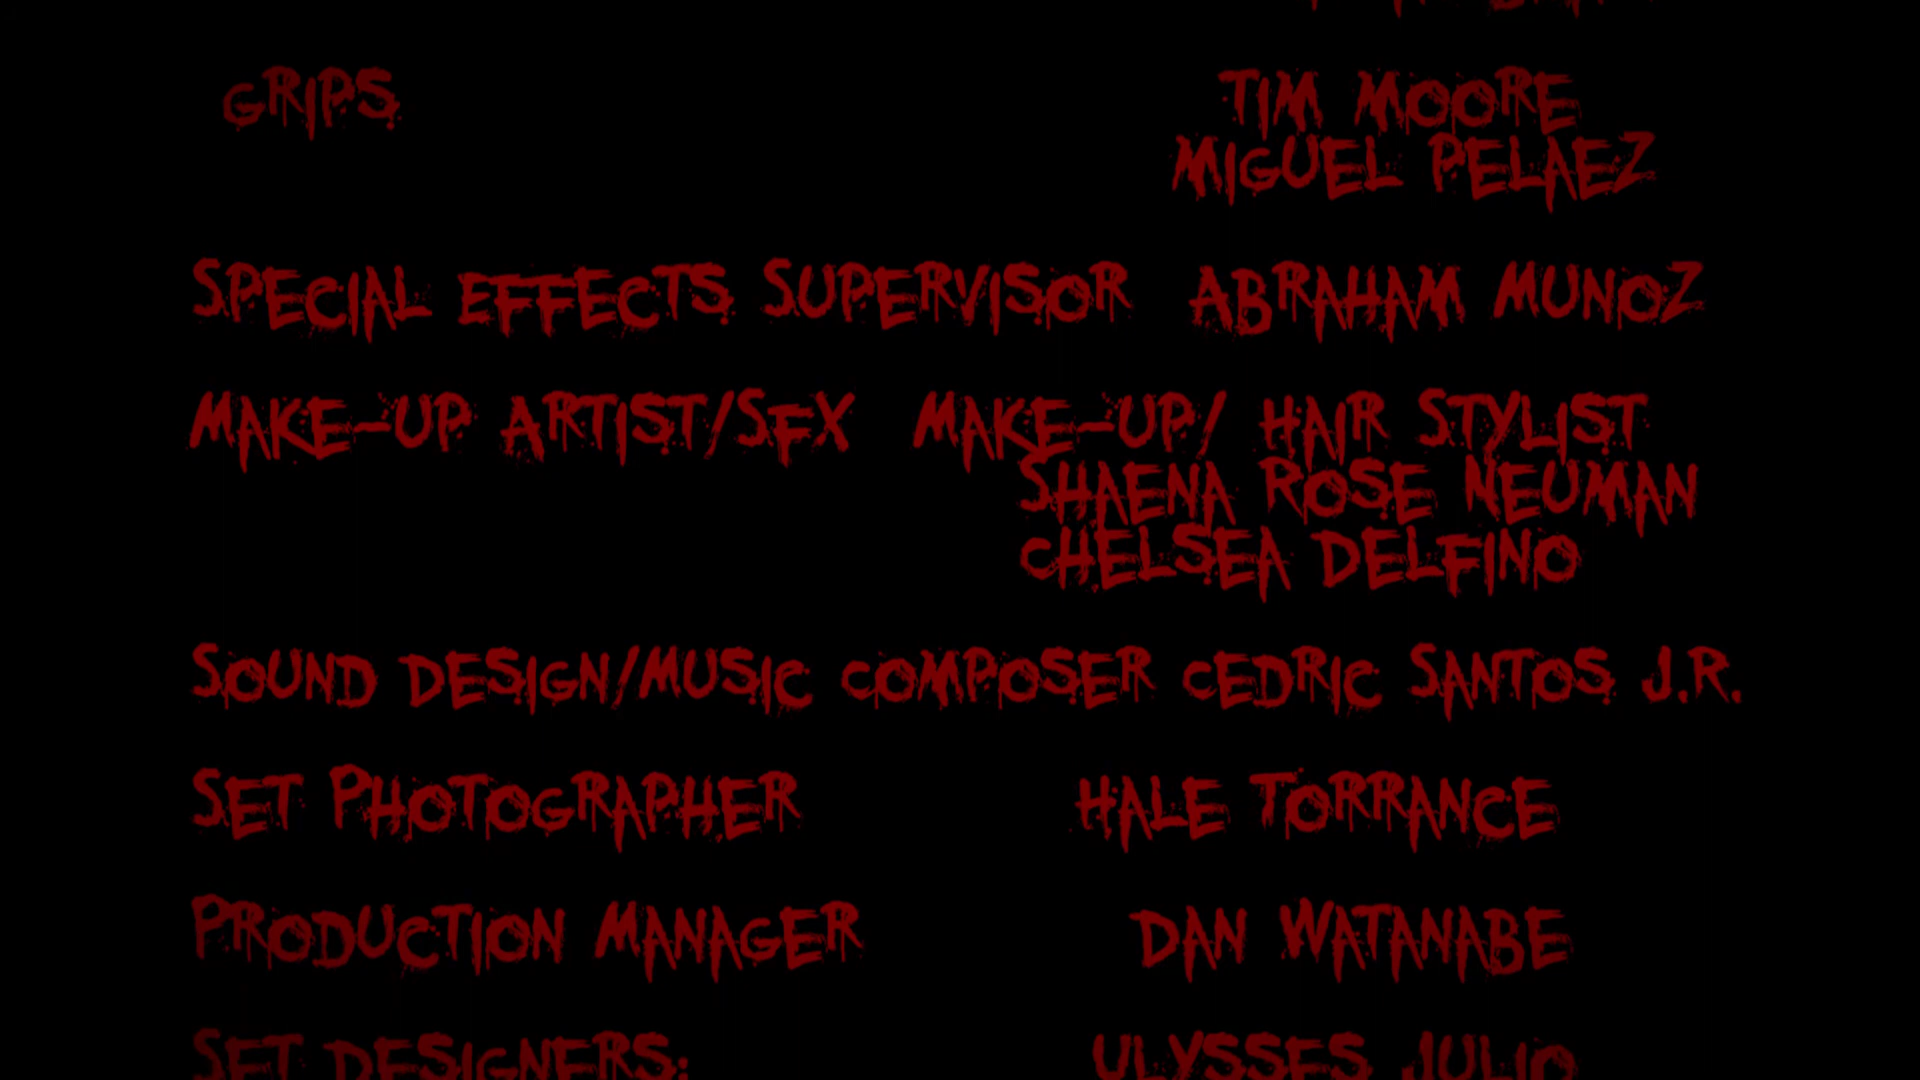 GRIPS TIM MOORE
MIGUEL PELAEZ
SPECIAL EFFECTS SUPERVISOR ABRAHAM MUNOZ
MAKE-UP ARTIST/SFX MAKE-UP/ HAIR STYLIST
SHAENA ROSE NEUMAN
CHELSEA DELFINO
SOUND DESIGN/MUSIC COMPOSER CEDRIC SANTOS J.R.
SET PHOTOGRAPHER HALE TORRANCE
PRODUCTION MANAGER DAN WATANABE
SET DESIGNERS: ULYSSES JULIO